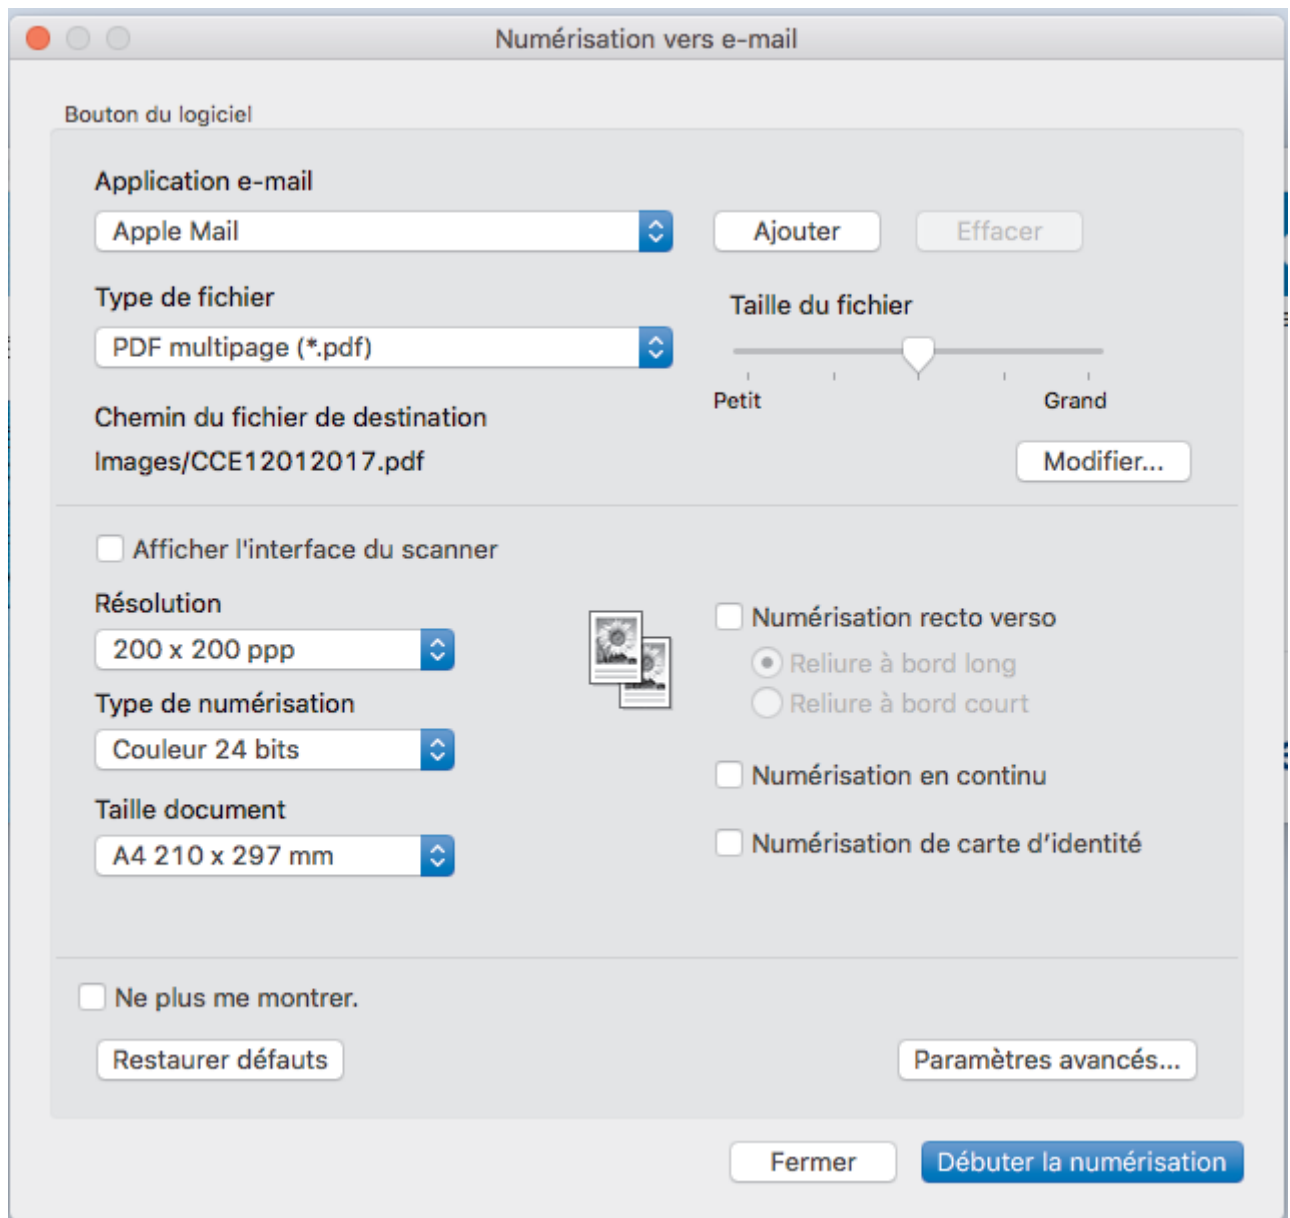 Numérisation vers e-mail
Bouton du logiciel
Application e-mail
Apple Mail
Ajouter
Effacer
Type de fichier
Taille du fichier
PDF multipage (*.pdf)
Petit
Grand
Chemin du fichier de destination
Images/CCE12012017.pdf
Modifier...
Afficher l'interface du scanner
Résolution
Numérisation recto verso
200 x 200 ppp
Reliure à bord long
Type de numérisation
Reliure à bord court
Couleur 24 bits
Numérisation en continu
Taille document
Numérisation de carte d’identité
A4 210 x 297 mm
Ne plus me montrer.
Restaurer défauts
Paramètres avancés...
Fermer
Débuter la numérisation